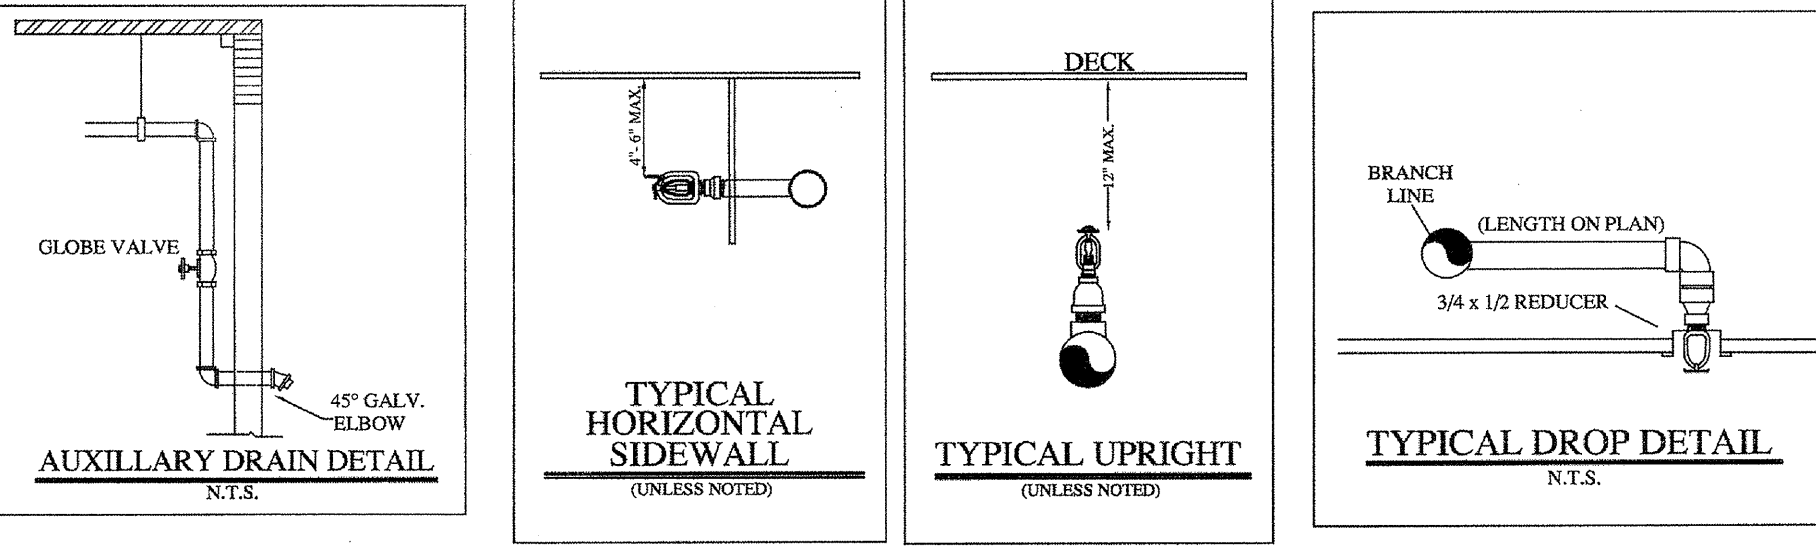 GLOBE VALVE
45° GALV.
ELBOW
AUXILLARY DRAIN DETAIL
N.T.S.
4"- 6" MAX.
TYPICAL
HORIZONTAL
SIDEWALL
(UNLESS NOTED)
DECK
12" MAX.
TYPICAL UPRIGHT
(UNLESS NOTED)
BRANCH
LINE
(LENGTH ON PLAN)
3/4 x 1/2 REDUCER
TYPICAL DROP DETAIL
N.T.S.